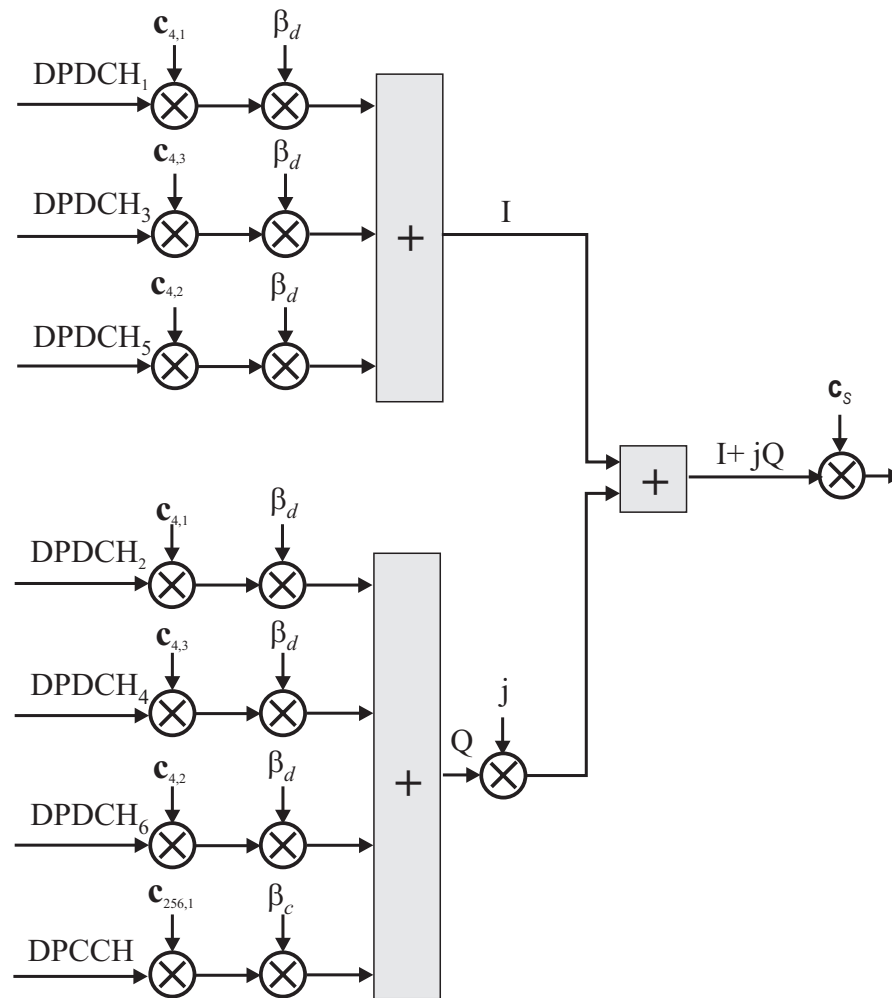 c4,1 βd
DPDCH1
c4,3 βd
DPDCH3
+ I
c4,2 βd
DPDCH5
cS
I+ jQ
+
c4,1 βd
DPDCH2
c4,3 βd
DPDCH4
j
Q
+
c4,2 βd
DPDCH6
c256,1 βc
DPCCH